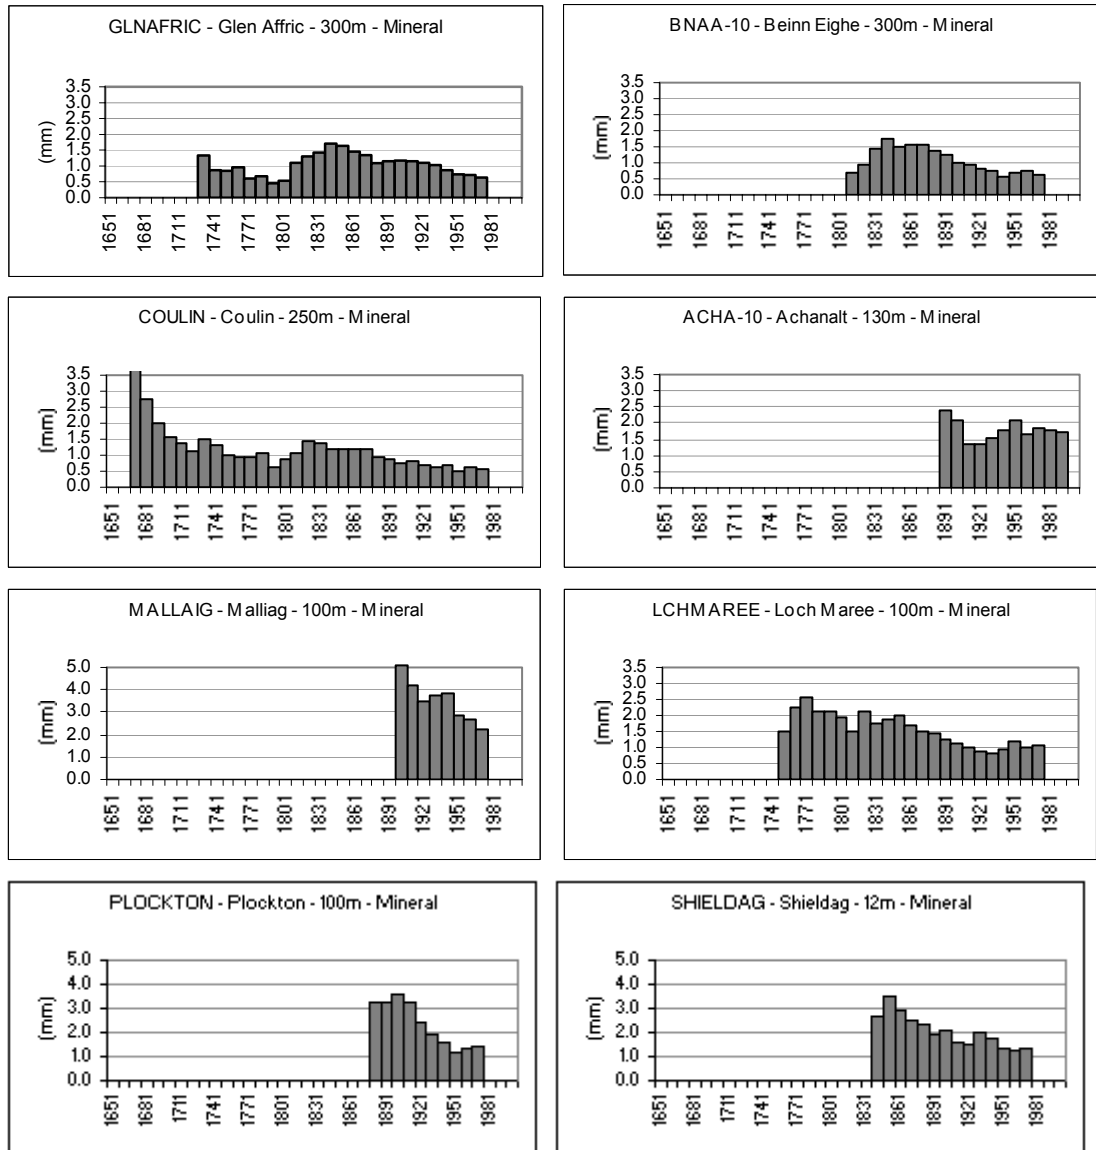 GLNAFRIC - Glen Affric - 300m - Mineral
3.5
3.0
2.5
2.0
1.5
1.0
0.5
0.0
(mm)
1651 1681 1711 1741 1771 1801 1831 1861 1891 1921 1951 1981
BNAA-10 - Beinn Eighe - 300m - Mineral
3.5
3.0
2.5
2.0
1.5
1.0
0.5
0.0
(mm)
1651 1681 1711 1741 1771 1801 1831 1861 1891 1921 1951 1981
COULIN - Coulin - 250m - Mineral
3.5
3.0
2.5
2.0
1.5
1.0
0.5
0.0
(mm)
1651 1681 1711 1741 1771 1801 1831 1861 1891 1921 1951 1981
ACHA-10 - Achanalt - 130m - Mineral
3.5
3.0
2.5
2.0
1.5
1.0
0.5
0.0
(mm)
1651 1681 1711 1741 1771 1801 1831 1861 1891 1921 1951 1981
MALLAIG - Malliag - 100m - Mineral
5.0
4.0
3.0
2.0
1.0
0.0
(mm)
1651 1681 1711 1741 1771 1801 1831 1861 1891 1921 1951 1981
LCHMAREE - Loch Maree - 100m - Mineral
3.5
3.0
2.5
2.0
1.5
1.0
0.5
0.0
(mm)
1651 1681 1711 1741 1771 1801 1831 1861 1891 1921 1951 1981
PLOCKTON - Plockton - 100m - Mineral
5.0
4.0
3.0
2.0
1.0
0.0
(mm)
1651 1681 1711 1741 1771 1801 1831 1861 1891 1921 1951 1981
SHIELDAG - Shieldag - 12m - Mineral
5.0
4.0
3.0
2.0
1.0
0.0
(mm)
1651 1681 1711 1741 1771 1801 1831 1861 1891 1921 1951 1981